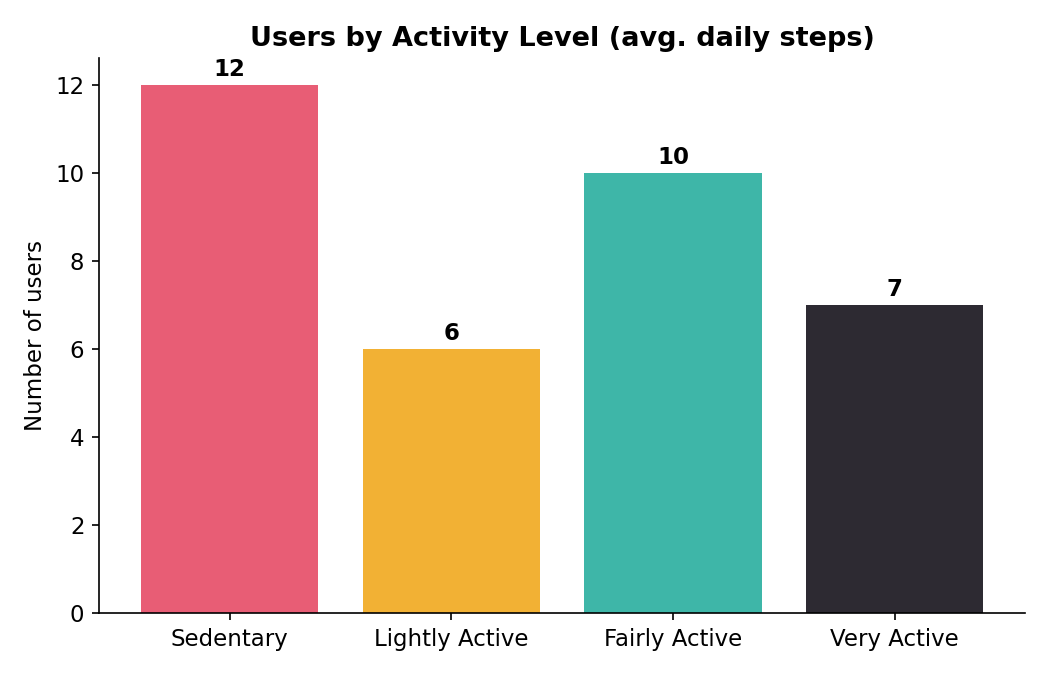 Users by Activity Level (avg. daily steps)
Number of users
12
10
8
6
4
2
0
12
6
10
7
Sedentary
Lightly Active
Fairly Active
Very Active